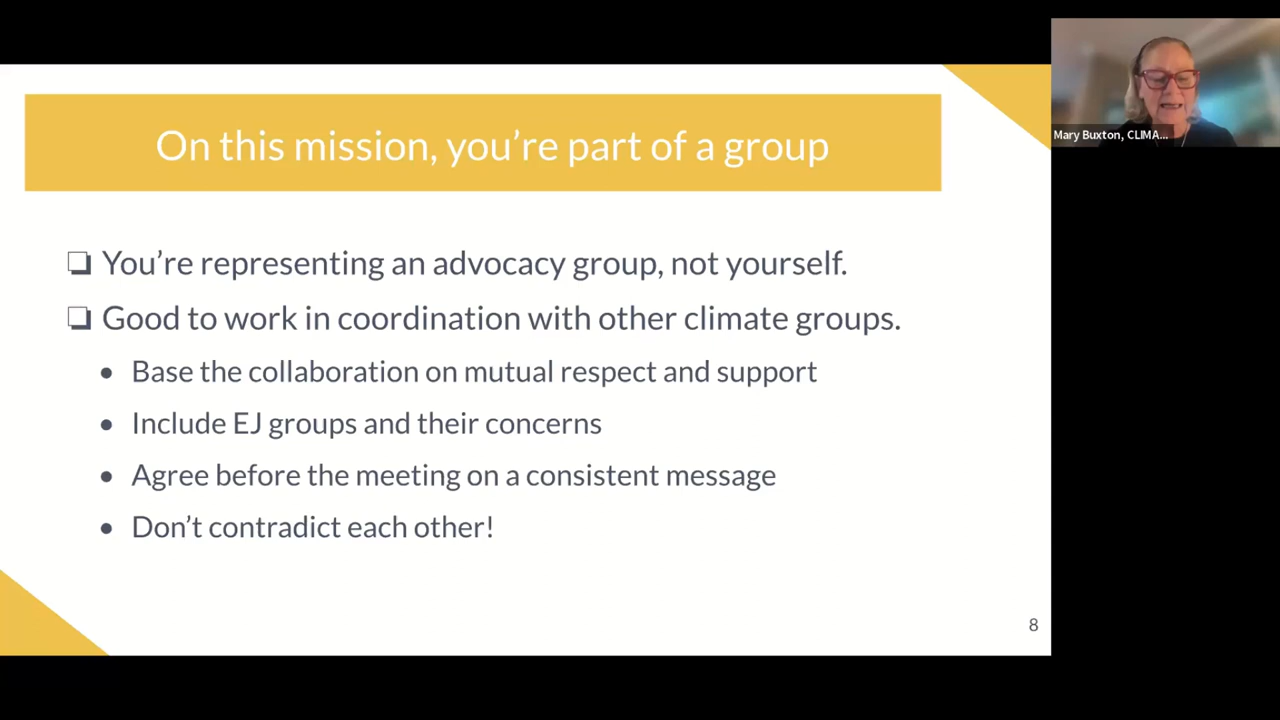 On this mission, you're part of a group
❏ You're representing an advocacy group, not yourself.
❏ Good to work in coordination with other climate groups.
• Base the collaboration on mutual respect and support
• Include EJ groups and their concerns
• Agree before the meeting on a consistent message
• Don't contradict each other!
8
Mary Buxton, CLIMA...